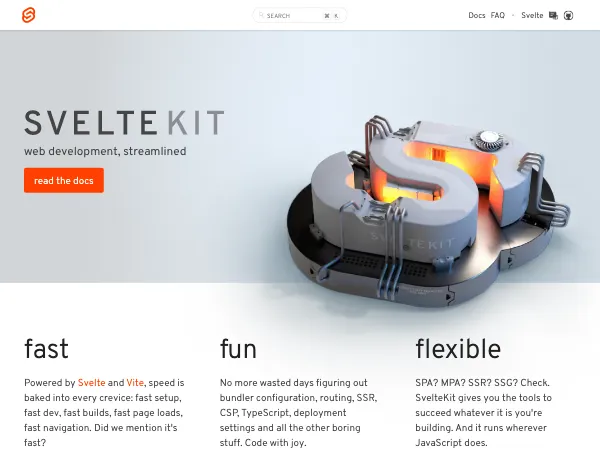 SEARCH ⌘ K
Docs FAQ • Svelte
SVELTE KIT
web development, streamlined
read the docs
SVELTEKIT
fast
Powered by Svelte and Vite, speed is
baked into every crevice: fast setup,
fast dev, fast builds, fast page loads,
fast navigation. Did we mention it's
fast?
fun
No more wasted days figuring out
bundler configuration, routing, SSR,
CSP, TypeScript, deployment
settings and all the other boring
stuff. Code with joy.
flexible
SPA? MPA? SSR? SSG? Check.
SvelteKit gives you the tools to
succeed whatever it is you're
building. And it runs wherever
JavaScript does.